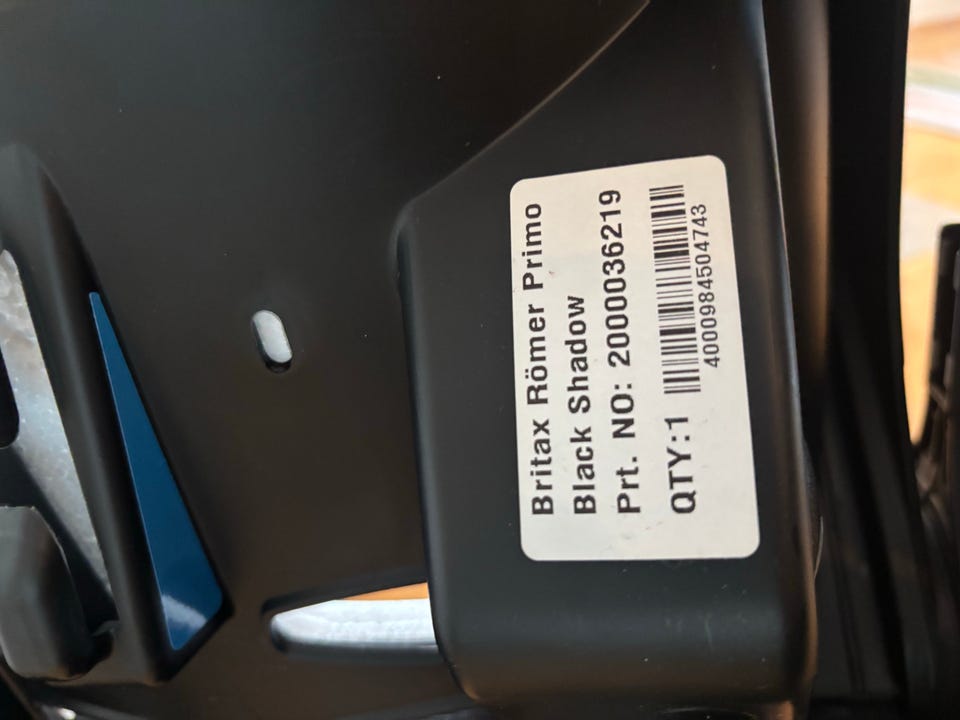 Britax Römer Primo
Black Shadow
Prt. NO: 2000036219
QTY:1
4000984504743